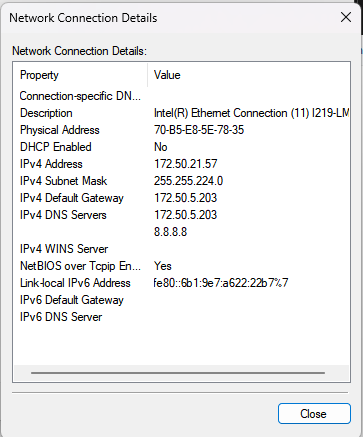 Network Connection Details
Network Connection Details:
Property Value
Connection-specific DN...
Description Intel(R) Ethernet Connection (11) I219-LM
Physical Address 70-B5-E8-5E-78-35
DHCP Enabled No
IPv4 Address 172.50.21.57
IPv4 Subnet Mask 255.255.224.0
IPv4 Default Gateway 172.50.5.203
IPv4 DNS Servers 172.50.5.203
8.8.8.8
IPv4 WINS Server
NetBIOS over Tcpip En... Yes
Link-local IPv6 Address fe80::6b1:9e7:a622:22b7%7
IPv6 Default Gateway
IPv6 DNS Server
Close